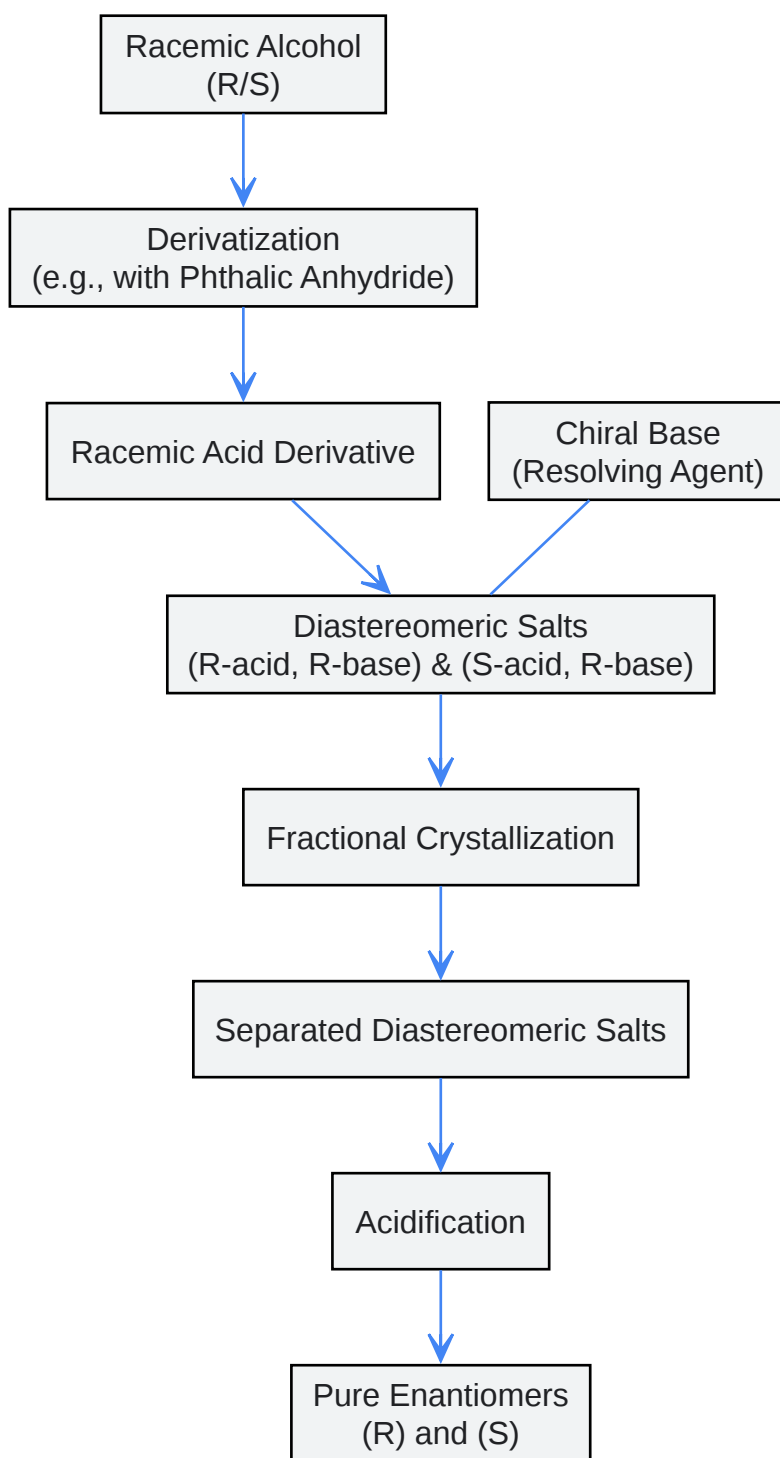 Racemic Alcohol
(R/S)
Derivatization
(e.g., with Phthalic Anhydride)
Racemic Acid Derivative
Chiral Base
(Resolving Agent)
Diastereomeric Salts
(R-acid, R-base) & (S-acid, R-base)
Fractional Crystallization
Separated Diastereomeric Salts
Acidification
Pure Enantiomers
(R) and (S)